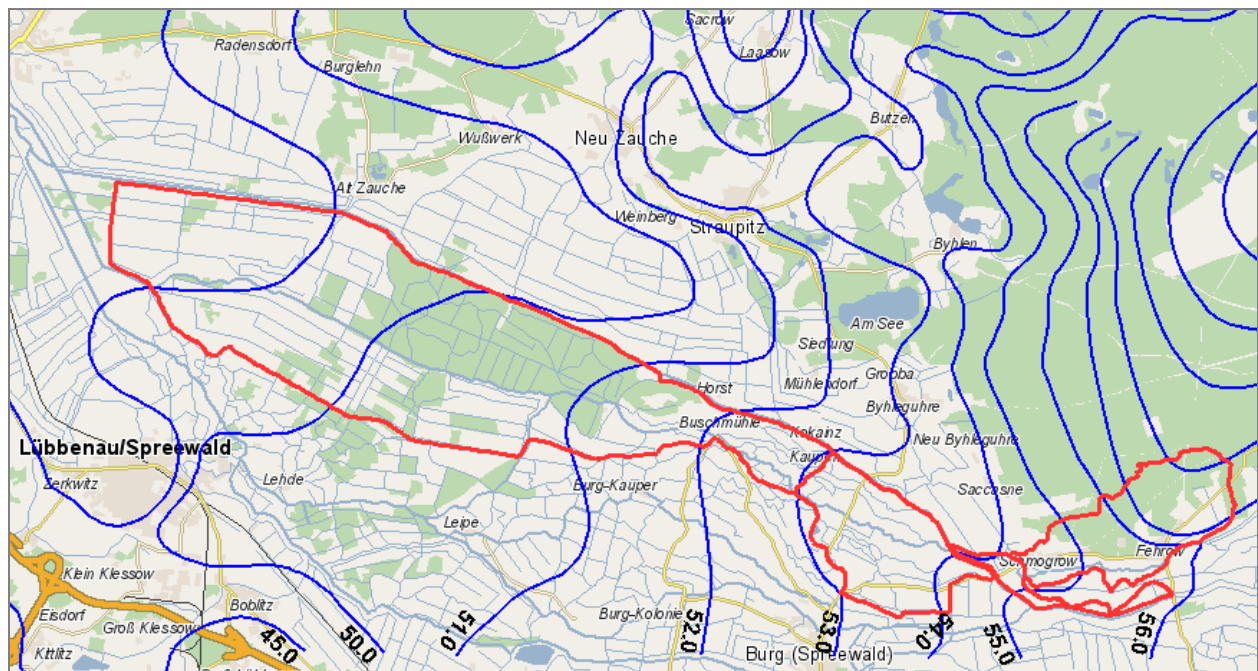 Sacrow
Radensdorf
Laasow
Burglehn
Butzen
Wußwerk
Neu Zauche
Alt Zauche
Weinberg
Straupitz
Byhlen
Am See
Siedlung
Grooba
Mühlendorf
Horst
Byhleguhre
Buschmühle
Kokainz
Neu Byhleguhre
Lübbenau/Spreewald
Kauper
Zerkwitz
Lehde
Burg-Kauper
Saccasne
Leipe
Fehrow
Schmogrow
Klein Klessow
Eisdorf
Boblitz
Burg-Kolonie
Groß Klessow
Kittlitz
45.0
50.0
51.0
52.0
53.0
54.0
55.0
56.0
Burg (Spreewald)